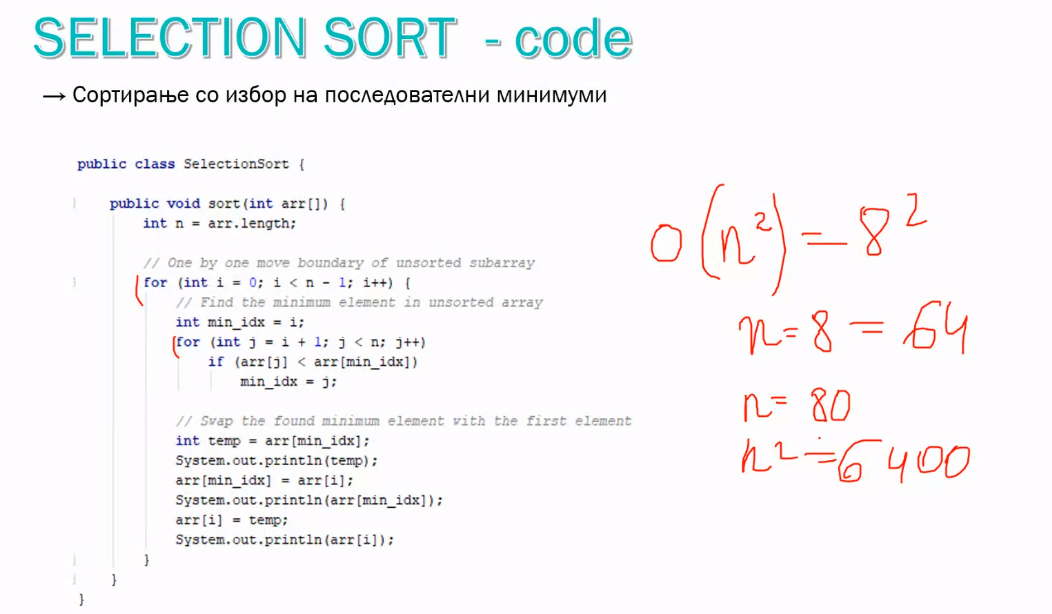 SELECTION SORT - code
→ Сортирање со избор на последователни минимуми
public class SelectionSort {
public void sort(int arr[]) {
int n = arr.length;
// One by one move boundary of unsorted subarray
for (int i = 0; i < n - 1; i++) {
// Find the minimum element in unsorted array
int min_idx = i;
for (int j = i + 1; j < n; j++)
if (arr[j] < arr[min_idx])
min_idx = j;
// Swap the found minimum element with the first element
int temp = arr[min_idx];
System.out.println(temp);
arr[min_idx] = arr[i];
System.out.println(arr[min_idx]);
arr[i] = temp;
System.out.println(arr[i]);
}
}
}
O(n²) = 8²
n = 8 = 64
n = 80
n² = 6400